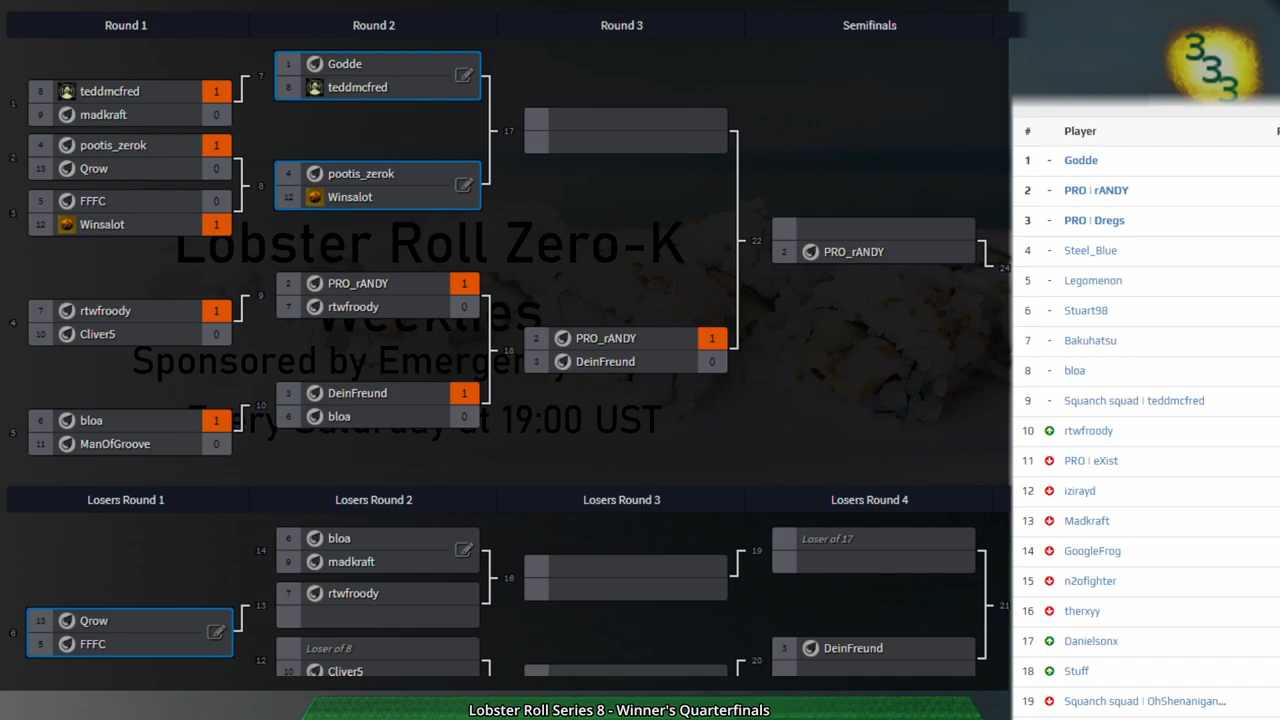 Round 1
Round 2
Round 3
Semifinals
1
8 teddmcfred 1
9 madkraft 0
2
4 pootis_zerok 1
13 Qrow 0
3
5 FFFC 0
12 Winsalot 1
4
7 rtwfroody 1
10 Cliver5 0
5
6 bloa 1
11 ManOfGroove 0
7
1 Godde
8 teddmcfred
8
4 pootis_zerok
12 Winsalot
9
2 PRO_rANDY 1
7 rtwfroody 0
10
3 DeinFreund 1
6 bloa 0
17
18
2 PRO_rANDY 1
3 DeinFreund 0
22
2 PRO_rANDY
24
Lobster Roll Zero-K
Weeklies
Sponsored by Emergen
Saturday at 19:00 UST
Losers Round 1
Losers Round 2
Losers Round 3
Losers Round 4
6
13 Qrow
5 FFFC
14
6 bloa
9 madkraft
13
7 rtwfroody
12
Loser of 8
10 Cliver5
16
19
Loser of 17
20
3 DeinFreund
21
3
3
3
# Player
1 - Godde
2 - PRO | rANDY
3 - PRO | Dregs
4 - Steel_Blue
5 - Legomenon
6 - Stuart98
7 - Bakuhatsu
8 - bloa
9 - Squanch squad | teddmcfred
10 rtwfroody
11 PRO | eXist
12 izirayd
13 Madkraft
14 GoogleFrog
15 n2ofighter
16 therxyy
17 Danielsonx
18 Stuff
19 Squanch squad | OhShenanigan...
Lobster Roll Series 8 - Winner's Quarterfinals